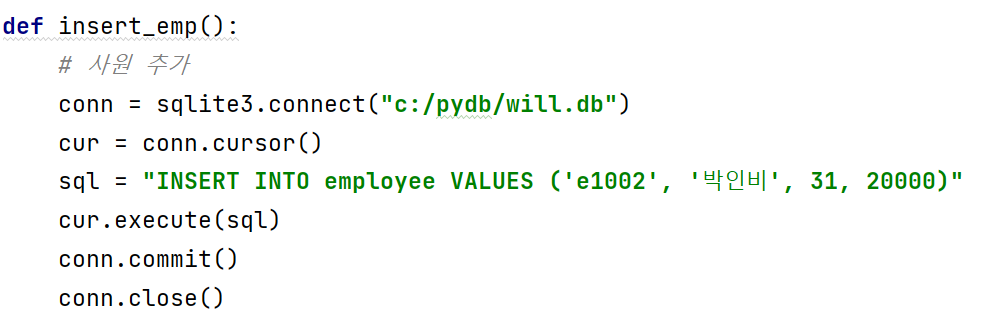 def insert_emp():
    # 사원 추가
    conn = sqlite3.connect("c:/pydb/will.db")
    cur = conn.cursor()
    sql = "INSERT INTO employee VALUES ('e1002', '박인비', 31, 20000)"
    cur.execute(sql)
    conn.commit()
    conn.close()